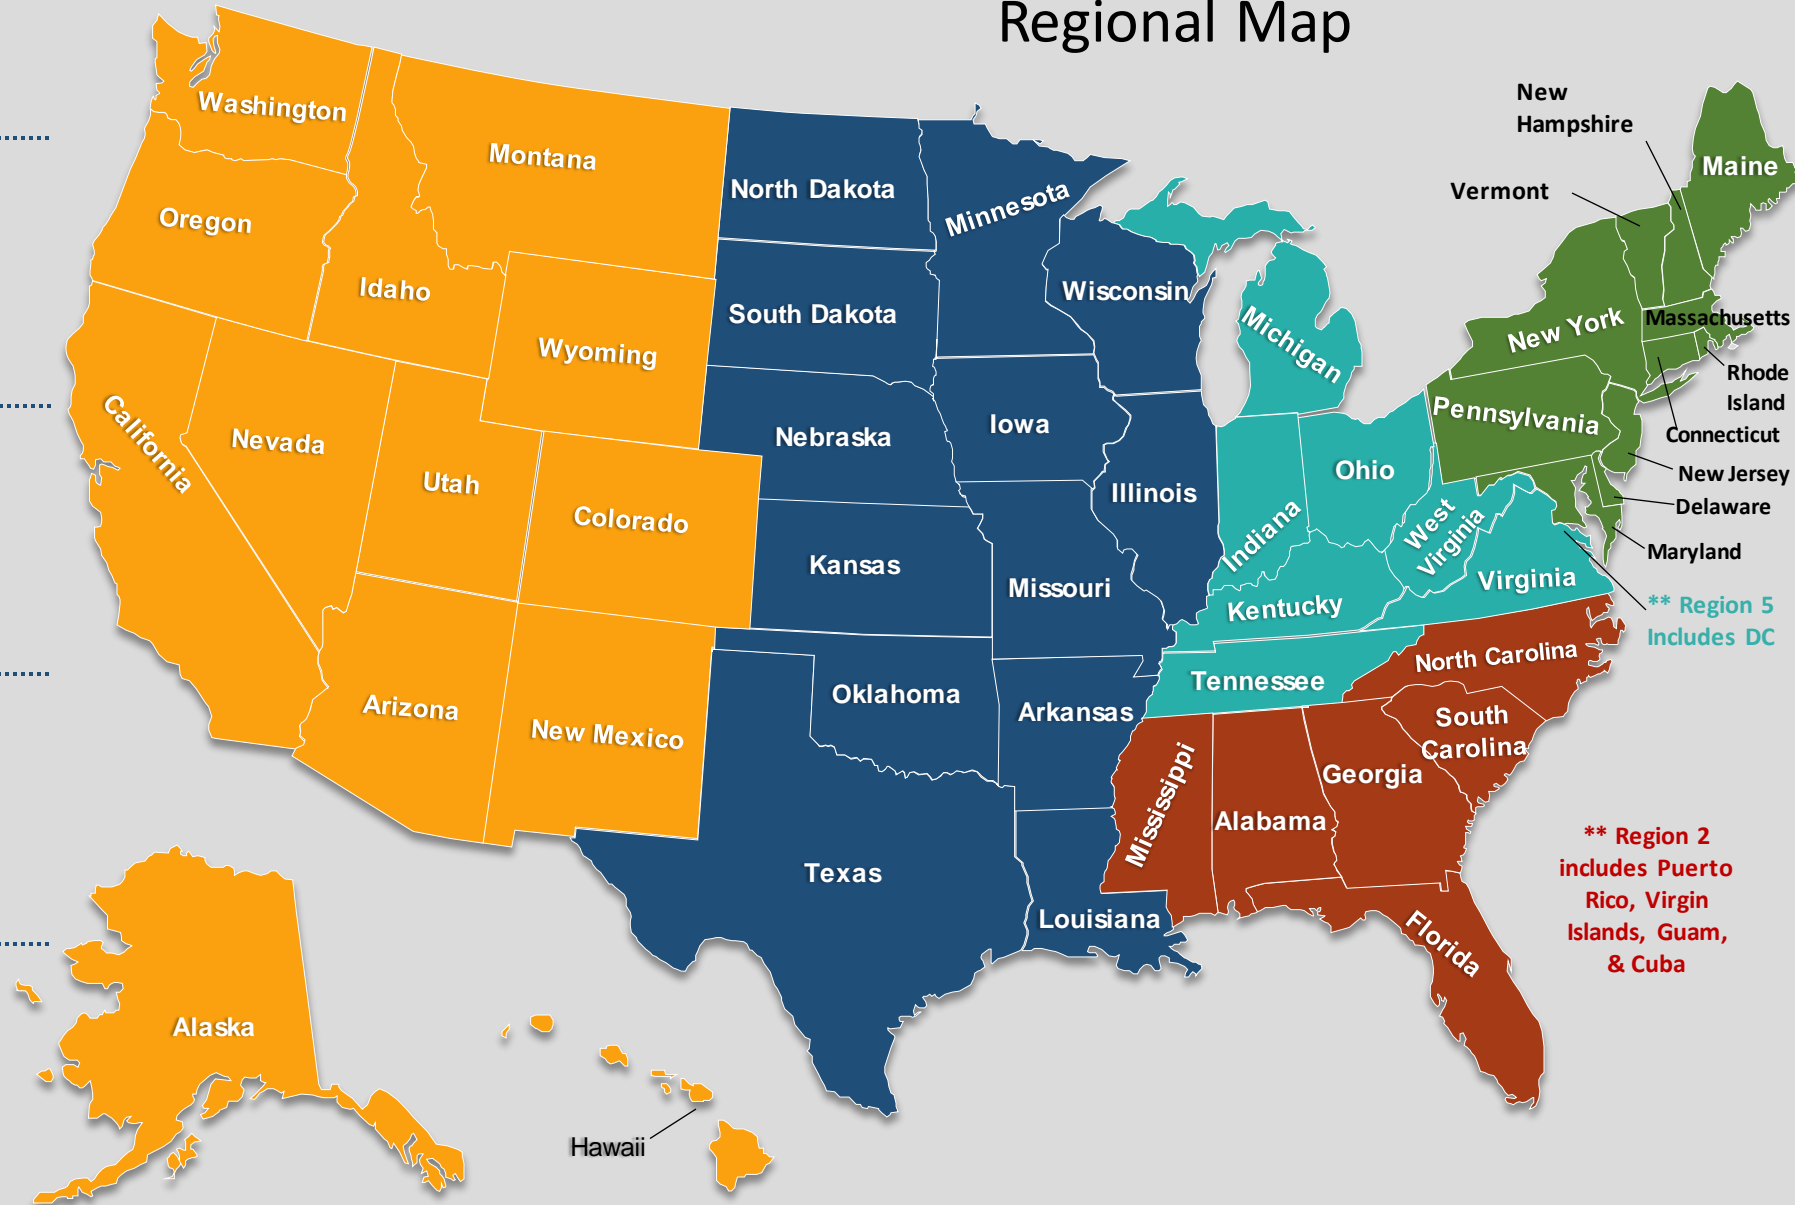 Regional Map
Washington
Montana
Oregon
Idaho
Wyoming
California
Nevada
Utah
Colorado
Arizona
New Mexico
Alaska
Hawaii
North Dakota
Minnesota
South Dakota
Wisconsin
Nebraska
Iowa
Illinois
Kansas
Missouri
Oklahoma
Arkansas
Texas
Louisiana
Michigan
Ohio
Indiana
West
Virginia
Virginia
Kentucky
Tennessee
** Region 5
Includes DC
New
Hampshire
Vermont
Maine
New York
Massachusetts
Rhode
Island
Pennsylvania
Connecticut
New Jersey
Delaware
Maryland
North Carolina
South
Carolina
Georgia
Mississippi
Alabama
Florida
** Region 2
includes Puerto
Rico, Virgin
Islands, Guam,
& Cuba